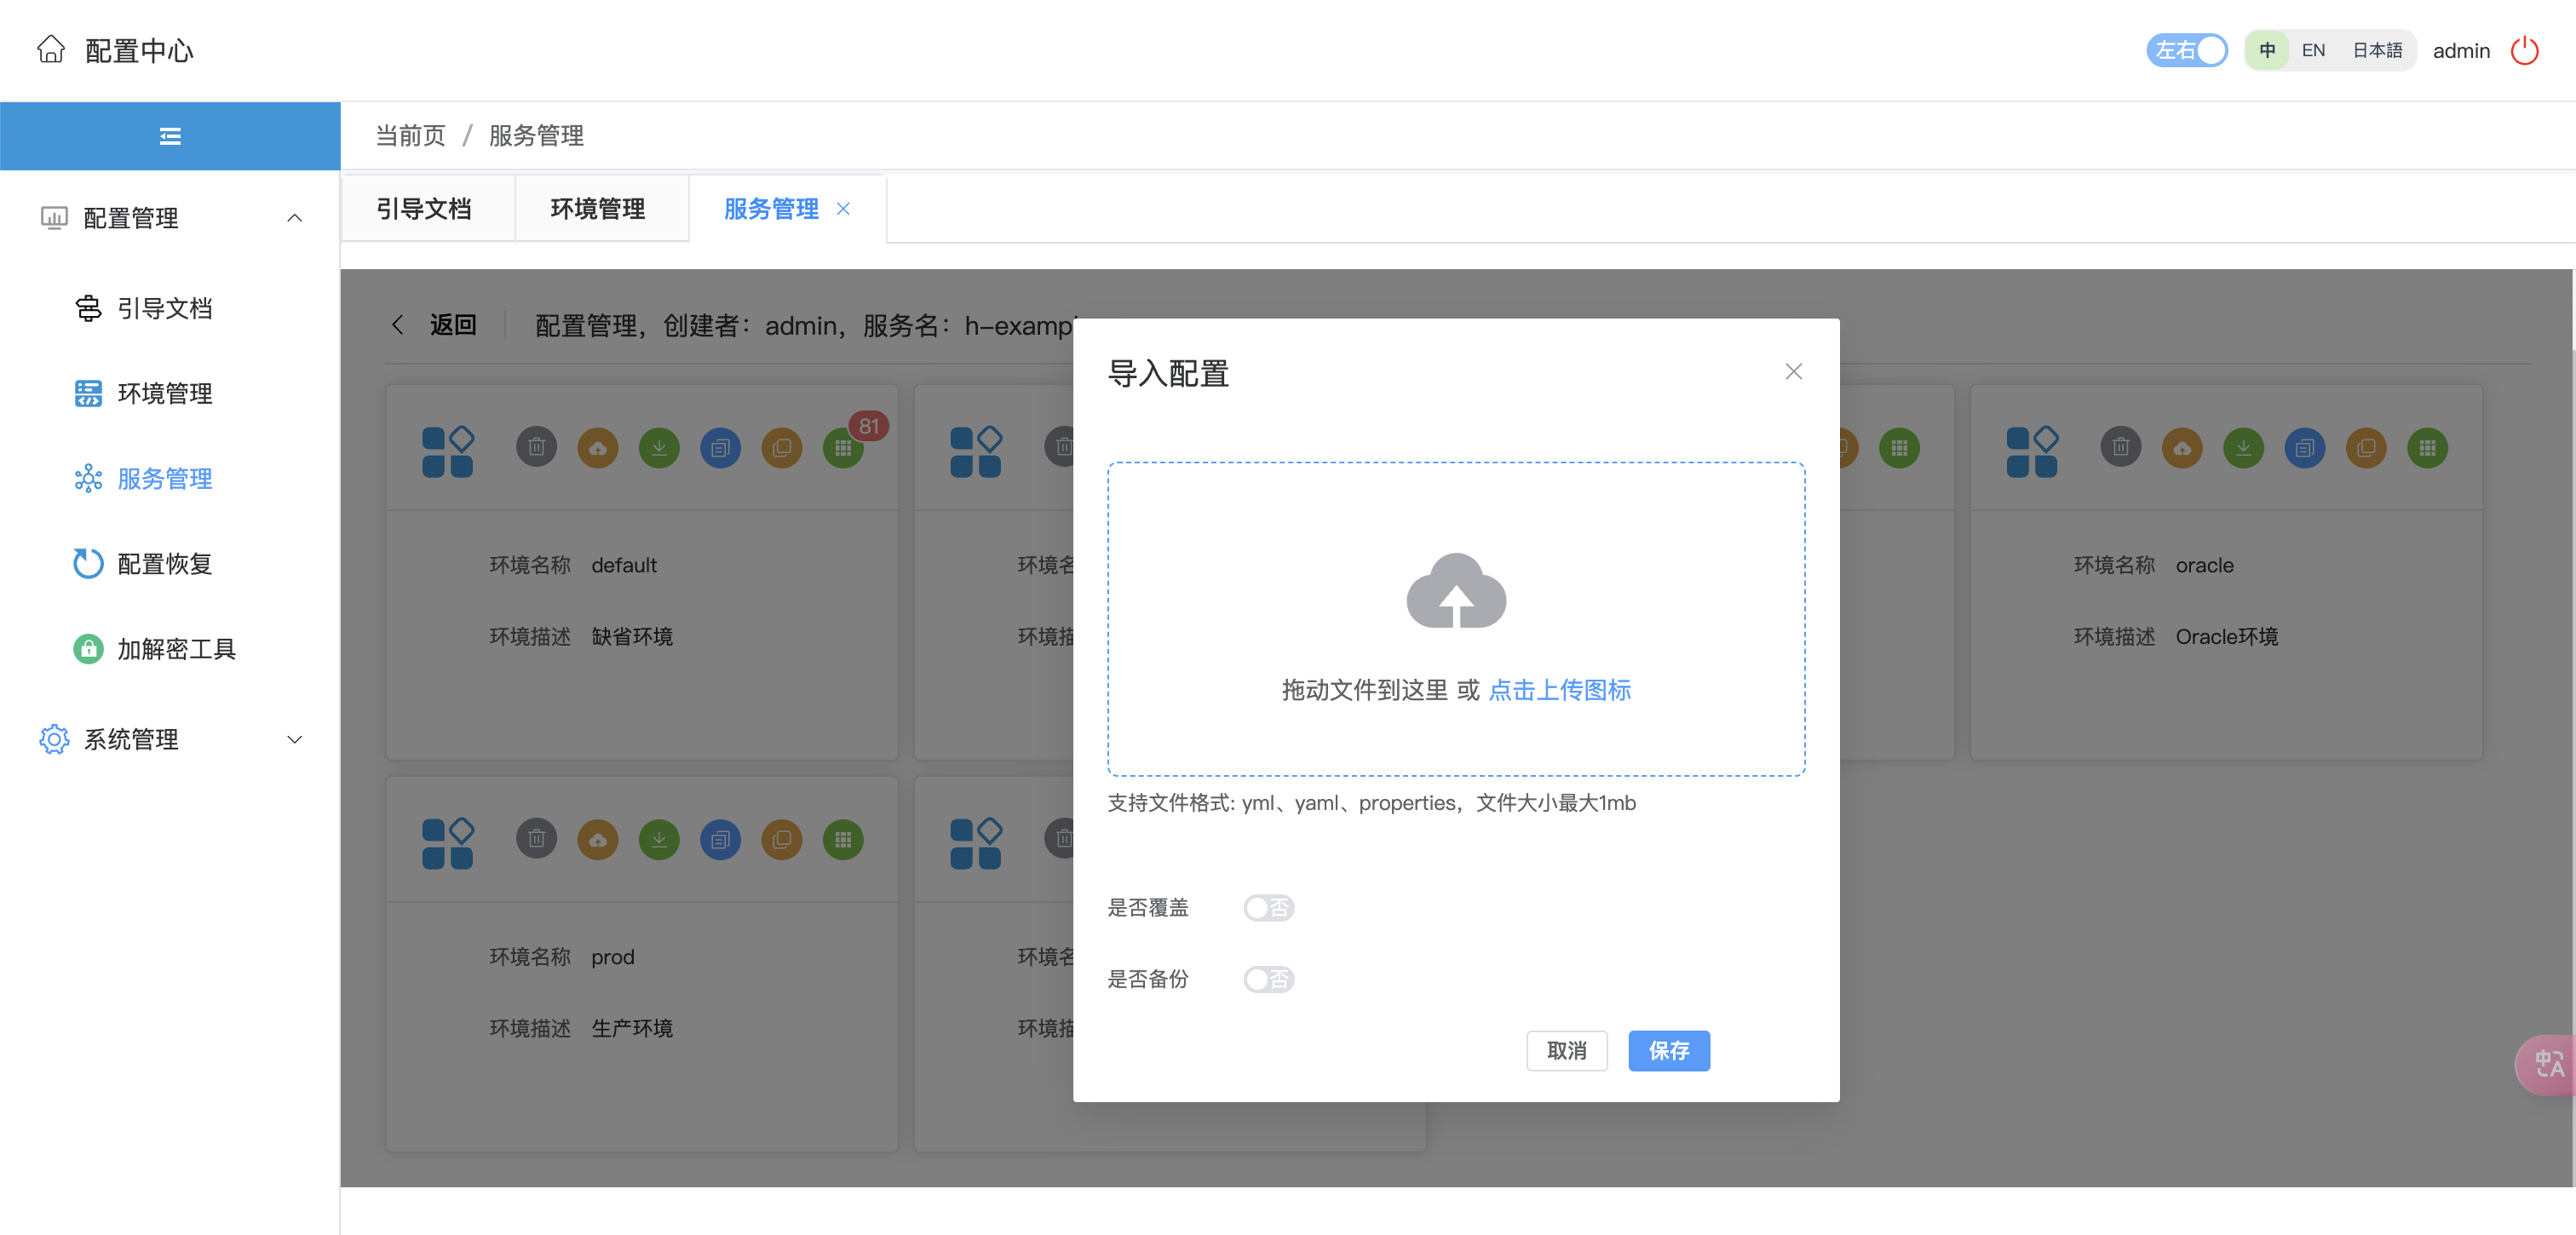 配置中心
左右
中 EN 日本語
admin
当前页 / 服务管理
配置管理
引导文档
环境管理
服务管理
配置恢复
加解密工具
系统管理
引导文档 环境管理 服务管理
返回 配置管理，创建者：admin，服务名：h-exampl
81
环境名称 default
环境描述 缺省环境
环境名
环境描
环境名称 oracle
环境描述 Oracle环境
环境名称 prod
环境描述 生产环境
环境名
环境描
导入配置
拖动文件到这里 或 点击上传图标
支持文件格式: yml、yaml、properties，文件大小最大1mb
是否覆盖 否
是否备份 否
取消 保存
中 A